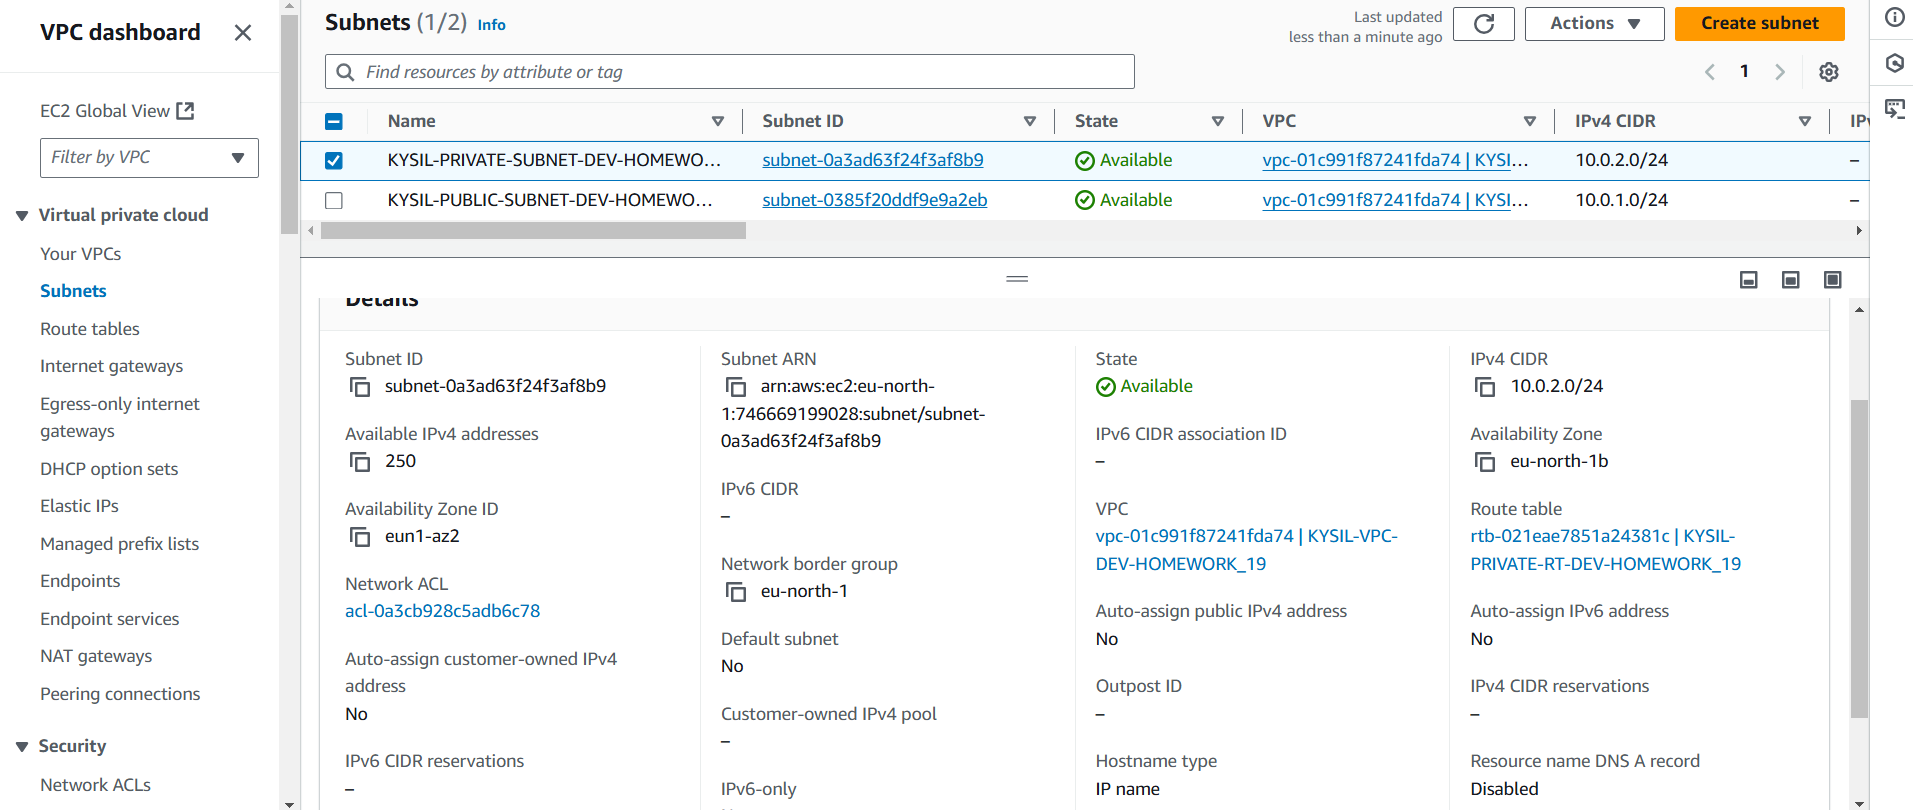 VPC dashboard
EC2 Global View
Filter by VPC
Virtual private cloud
Your VPCs
Subnets
Route tables
Internet gateways
Egress-only internet
gateways
DHCP option sets
Elastic IPs
Managed prefix lists
Endpoints
Endpoint services
NAT gateways
Peering connections
Security
Network ACLs
Subnets (1/2) Info
Last updated
less than a minute ago
Actions
Create subnet
Find resources by attribute or tag
1
Name Subnet ID State VPC IPv4 CIDR IPv
KYSIL-PRIVATE-SUBNET-DEV-HOMEWO... subnet-0a3ad63f24f3af8b9 Available vpc-01c991f87241fda74 | KYSI... 10.0.2.0/24 –
KYSIL-PUBLIC-SUBNET-DEV-HOMEWO... subnet-0385f20ddf9e9a2eb Available vpc-01c991f87241fda74 | KYSI... 10.0.1.0/24 –
Details
Subnet ID
subnet-0a3ad63f24f3af8b9
Available IPv4 addresses
250
Availability Zone ID
eun1-az2
Network ACL
acl-0a3cb928c5adb6c78
Auto-assign customer-owned IPv4
address
No
IPv6 CIDR reservations
–
Subnet ARN
arn:aws:ec2:eu-north-
1:746669199028:subnet/subnet-
0a3ad63f24f3af8b9
IPv6 CIDR
–
Network border group
eu-north-1
Default subnet
No
Customer-owned IPv4 pool
–
IPv6-only
State
Available
IPv6 CIDR association ID
–
VPC
vpc-01c991f87241fda74 | KYSIL-VPC-
DEV-HOMEWORK_19
Auto-assign public IPv4 address
No
Outpost ID
–
Hostname type
IP name
IPv4 CIDR
10.0.2.0/24
Availability Zone
eu-north-1b
Route table
rtb-021eae7851a24381c | KYSIL-
PRIVATE-RT-DEV-HOMEWORK_19
Auto-assign IPv6 address
No
IPv4 CIDR reservations
–
Resource name DNS A record
Disabled